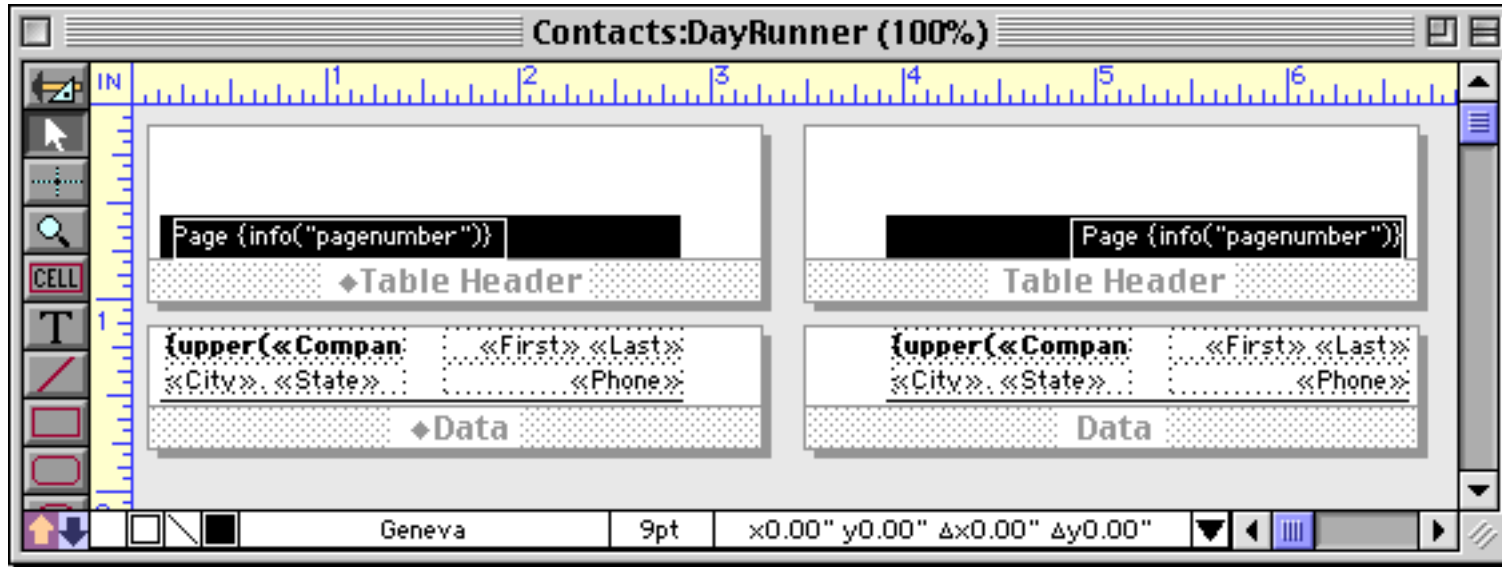 Contacts:DayRunner (100%)
IN 1 2 3 4 5 6
Page {info("pagenumber")} Page {info("pagenumber")}
◆Table Header Table Header
CELL
T
1
{upper(«Compan «First» «Last» {upper(«Compan «First» «Last»
«City», «State» «Phone» «City», «State» «Phone»
◆Data Data
Geneva 9pt x0.00" y0.00" Δx0.00" Δy0.00"